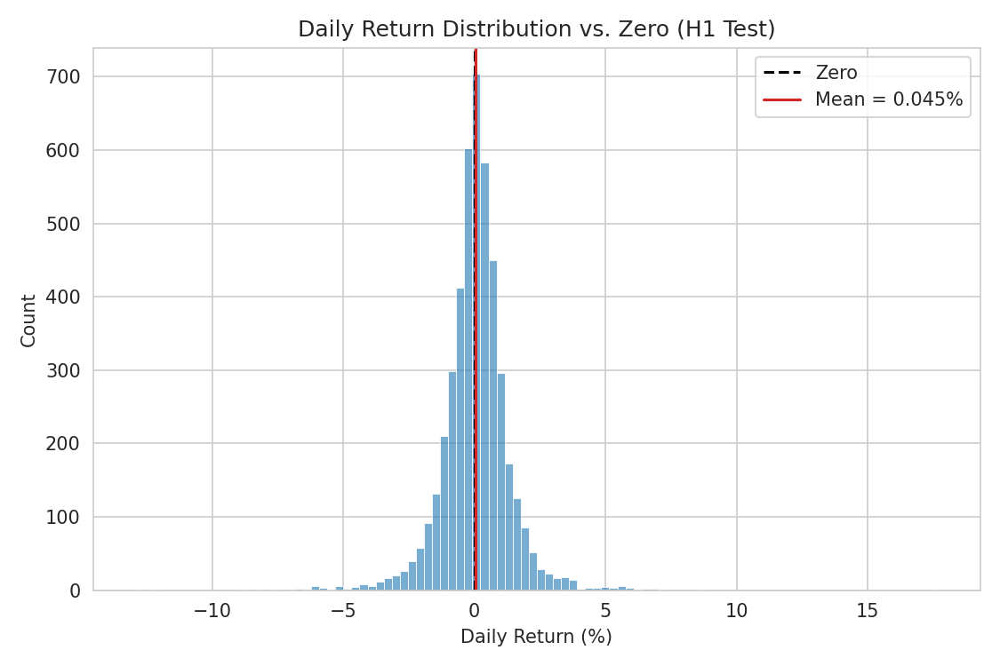 Daily Return Distribution vs. Zero (H1 Test)
Zero
Mean = 0.045%
700
600
500
400
300
200
100
0
Count
−10
−5
0
5
10
15
Daily Return (%)